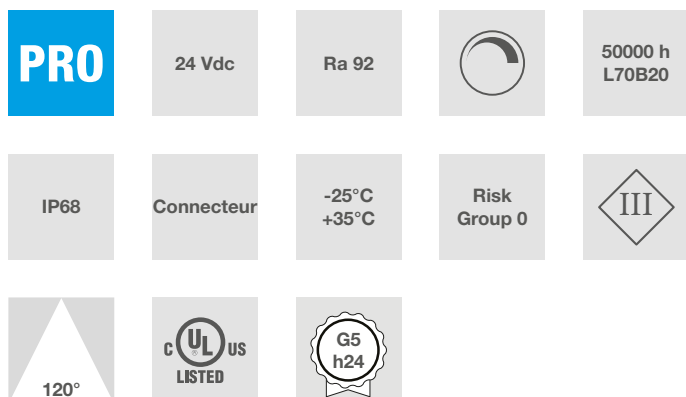 PRO
24 Vdc
Ra 92
50000 h
L70B20
IP68
Connecteur
-25°C
+35°C
Risk
Group 0
III
120°
C UL US
®
LISTED
G5
h24